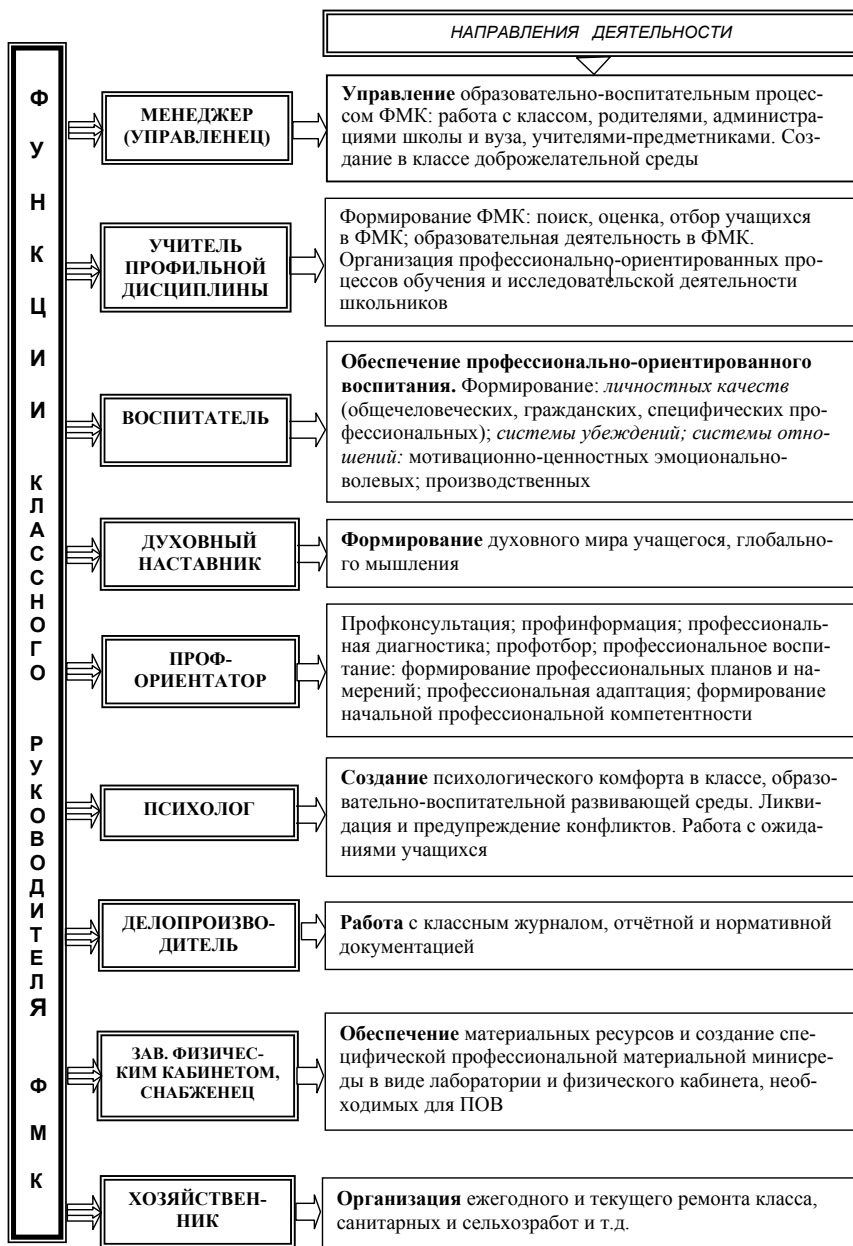 НАПРАВЛЕНИЯ ДЕЯТЕЛЬНОСТИ
ФУНКЦИИ КЛАССНОГО РУКОВОДИТЕЛЯ ФМК
МЕНЕДЖЕР
(УПРАВЛЕНЕЦ)
Управление образовательно-воспитательным процес-
сом ФМК: работа с классом, родителями, администра-
циями школы и вуза, учителями-предметниками. Со-
здание в классе доброжелательной среды
УЧИТЕЛЬ
ПРОФИЛЬНОЙ
ДИСЦИПЛИНЫ
Формирование ФМК: поиск, оценка, отбор учащихся
в ФМК; образовательная деятельность в ФМК.
Организация профессионально-ориентированных про-
цессов обучения и исследовательской деятельности
школьников
ВОСПИТАТЕЛЬ
Обеспечение профессионально-ориентированного
воспитания. Формирование: личностных качеств
(общечеловеческих, гражданских, специфических про-
фессиональных); системы убеждений; системы отно-
шений: мотивационно-ценностных эмоционально-
волевых; производственных
ДУХОВНЫЙ
НАСТАВНИК
Формирование духовного мира учащегося, глобально-
го мышления
ПРОФ-
ОРИЕНТАТОР
Профконсультация; профинформация; профессиональ-
ная диагностика; профотбор; профессиональное воспи-
тание: формирование профессиональных планов и на-
мерений; профессиональная адаптация; формирование
начальной профессиональной компетентности
ПСИХОЛОГ
Создание психологического комфорта в классе, образо-
вательно-воспитательной развивающей среды. Ликви-
дация и предупреждение конфликтов. Работа с ожида-
ниями учащихся
ДЕЛОПРОИЗВО-
ДИТЕЛЬ
Работа с классным журналом, отчётной и нормативной
документацией
ЗАВ. ФИЗИЧЕС-
КИМ КАБИНЕТОМ,
СНАБЖЕНЕЦ
Обеспечение материальных ресурсов и создание спе-
цифической профессиональной материальной минисре-
ды в виде лаборатории и физического кабинета, необ-
ходимых для ПОВ
ХОЗЯЙСТВЕН-
НИК
Организация ежегодного и текущего ремонта класса,
санитарных и сельхозработ и т.д.